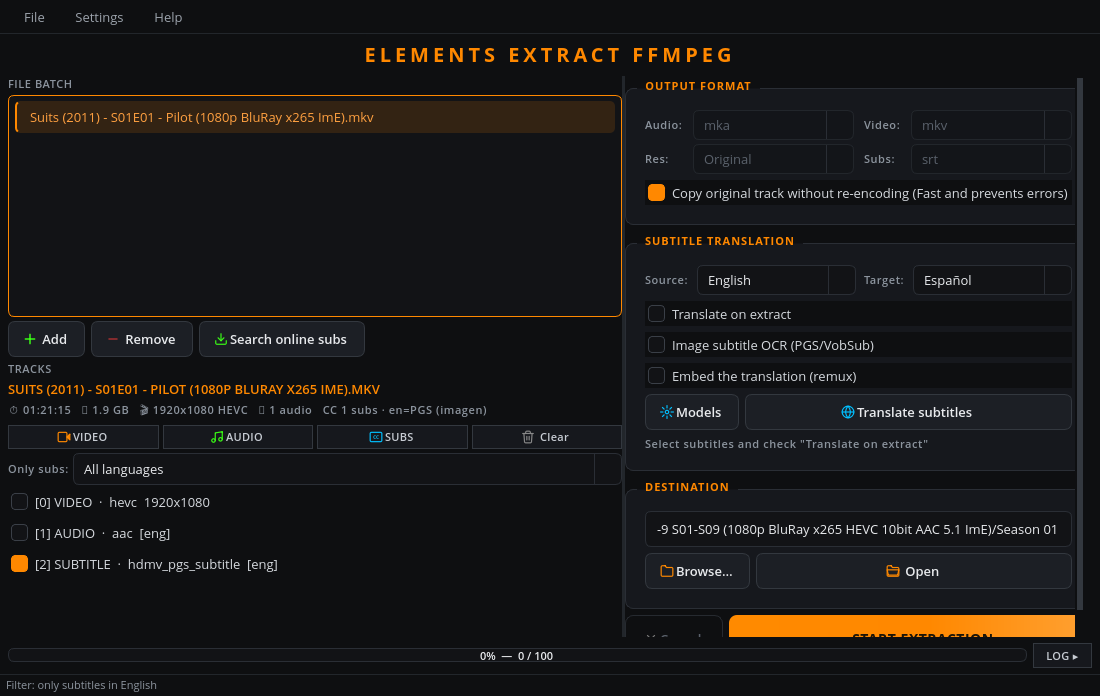 File Settings Help
ELEMENTS EXTRACT FFMPEG
FILE BATCH
Suits (2011) - S01E01 - Pilot (1080p BluRay x265 ImE).mkv
Add Remove Search online subs
TRACKS
SUITS (2011) - S01E01 - PILOT (1080P BLURAY X265 IME).MKV
01:21:15 1.9 GB 1920x1080 HEVC 1 audio CC 1 subs · en=PGS (imagen)
VIDEO AUDIO SUBS Clear
Only subs: All languages
[0] VIDEO · hevc 1920x1080
[1] AUDIO · aac [eng]
[2] SUBTITLE · hdmv_pgs_subtitle [eng]
OUTPUT FORMAT
Audio: mka Video: mkv
Res: Original Subs: srt
Copy original track without re-encoding (Fast and prevents errors)
SUBTITLE TRANSLATION
Source: English Target: Español
Translate on extract
Image subtitle OCR (PGS/VobSub)
Embed the translation (remux)
Models Translate subtitles
Select subtitles and check "Translate on extract"
DESTINATION
-9 S01-S09 (1080p BluRay x265 HEVC 10bit AAC 5.1 ImE)/Season 01
Browse... Open
START EXTRACTION
0% — 0 / 100
LOG ▸
Filter: only subtitles in English